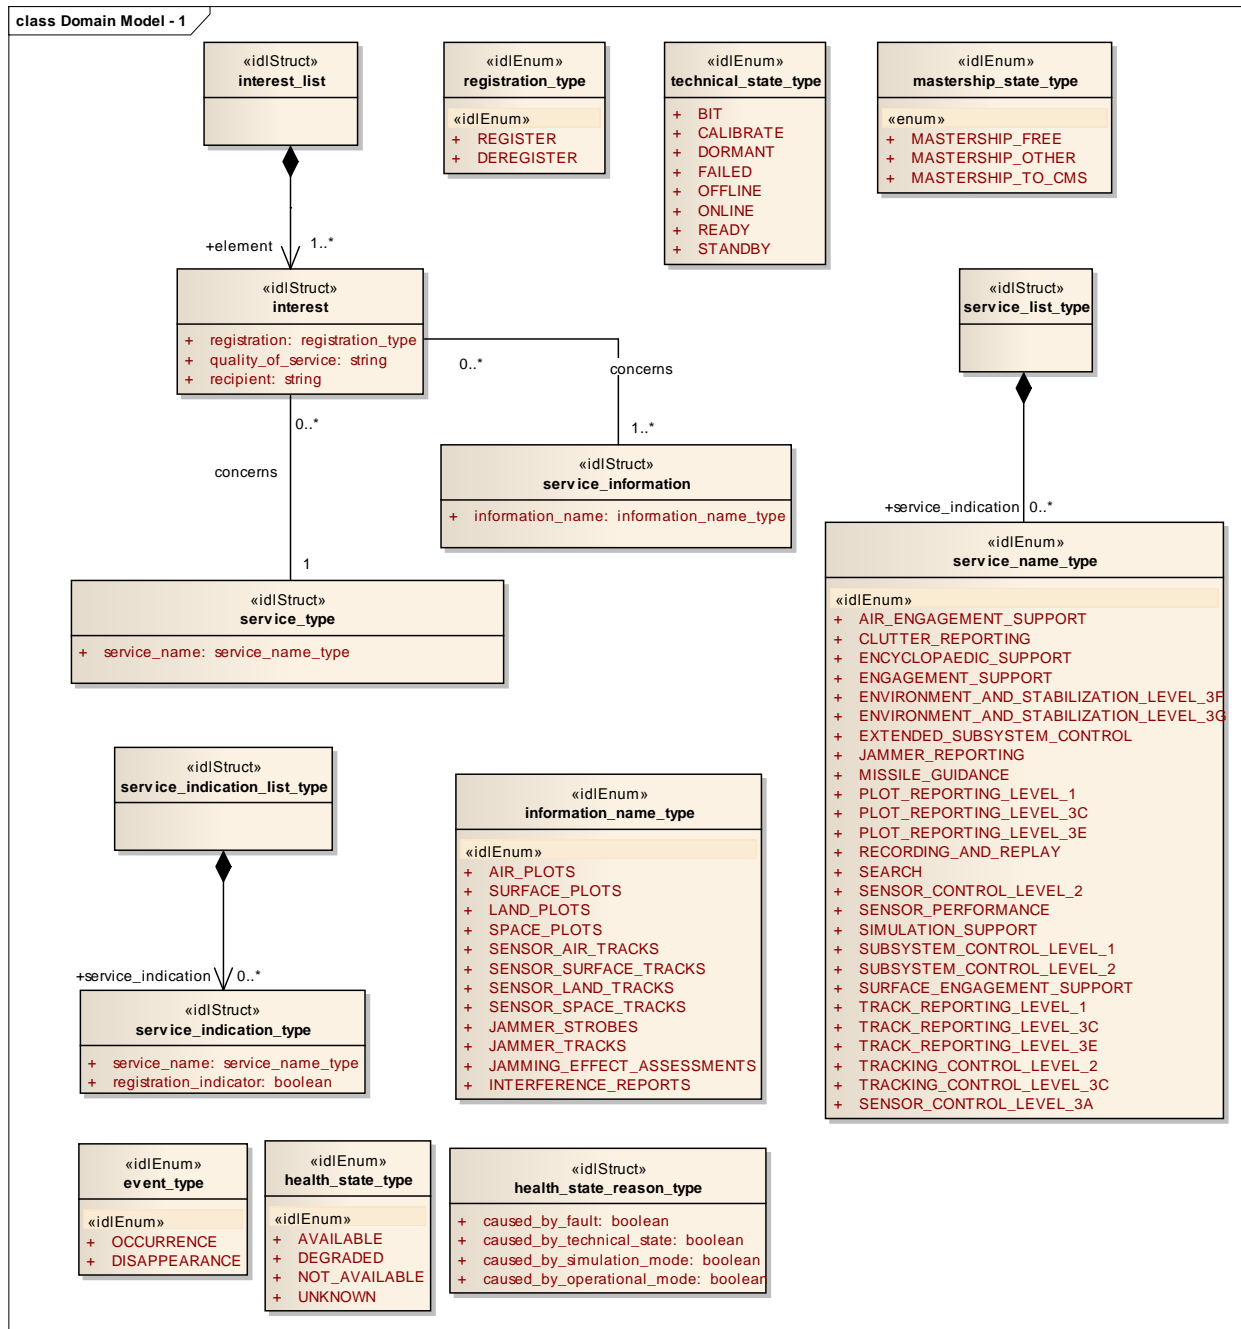 class Domain Model - 1
«idlStruct»
interest_list
«idlEnum»
registration_type
«idlEnum»
+ REGISTER
+ DEREGISTER
«idlEnum»
technical_state_type
+ BIT
+ CALIBRATE
+ DORMANT
+ FAILED
+ OFFLINE
+ ONLINE
+ READY
+ STANDBY
«idlEnum»
mastership_state_type
«enum»
+ MASTERSHIP_FREE
+ MASTERSHIP_OTHER
+ MASTERSHIP_TO_CMS
+element
1..*
«idlStruct»
interest
+ registration: registration_type
+ quality_of_service: string
+ recipient: string
0..*
concerns
1..*
«idlStruct»
service_list_type
0..*
concerns
1
«idlStruct»
service_information
+ information_name: information_name_type
+service_indication
0..*
«idlStruct»
service_type
+ service_name: service_name_type
«idlEnum»
service_name_type
«idlEnum»
+ AIR_ENGAGEMENT_SUPPORT
+ CLUTTER_REPORTING
+ ENCYCLOPAEDIC_SUPPORT
+ ENGAGEMENT_SUPPORT
+ ENVIRONMENT_AND_STABILIZATION_LEVEL_3F
+ ENVIRONMENT_AND_STABILIZATION_LEVEL_3G
+ EXTENDED_SUBSYSTEM_CONTROL
+ JAMMER_REPORTING
+ MISSILE_GUIDANCE
+ PLOT_REPORTING_LEVEL_1
+ PLOT_REPORTING_LEVEL_3C
+ PLOT_REPORTING_LEVEL_3E
+ RECORDING_AND_REPLAY
+ SEARCH
+ SENSOR_CONTROL_LEVEL_2
+ SENSOR_PERFORMANCE
+ SIMULATION_SUPPORT
+ SUBSYSTEM_CONTROL_LEVEL_1
+ SUBSYSTEM_CONTROL_LEVEL_2
+ SURFACE_ENGAGEMENT_SUPPORT
+ TRACK_REPORTING_LEVEL_1
+ TRACK_REPORTING_LEVEL_3C
+ TRACK_REPORTING_LEVEL_3E
+ TRACKING_CONTROL_LEVEL_2
+ TRACKING_CONTROL_LEVEL_3C
+ SENSOR_CONTROL_LEVEL_3A
«idlStruct»
service_indication_list_type
+service_indication
0..*
«idlStruct»
service_indication_type
+ service_name: service_name_type
+ registration_indicator: boolean
«idlEnum»
information_name_type
«idlEnum»
+ AIR_PLOTS
+ SURFACE_PLOTS
+ LAND_PLOTS
+ SPACE_PLOTS
+ SENSOR_AIR_TRACKS
+ SENSOR_SURFACE_TRACKS
+ SENSOR_LAND_TRACKS
+ SENSOR_SPACE_TRACKS
+ JAMMER_STROBES
+ JAMMER_TRACKS
+ JAMMING_EFFECT_ASSESSMENTS
+ INTERFERENCE_REPORTS
«idlEnum»
event_type
«idlEnum»
+ OCCURRENCE
+ DISAPPEARANCE
«idlEnum»
health_state_type
«idlEnum»
+ AVAILABLE
+ DEGRADED
+ NOT_AVAILABLE
+ UNKNOWN
«idlStruct»
health_state_reason_type
+ caused_by_fault: boolean
+ caused_by_technical_state: boolean
+ caused_by_simulation_mode: boolean
+ caused_by_operational_mode: boolean